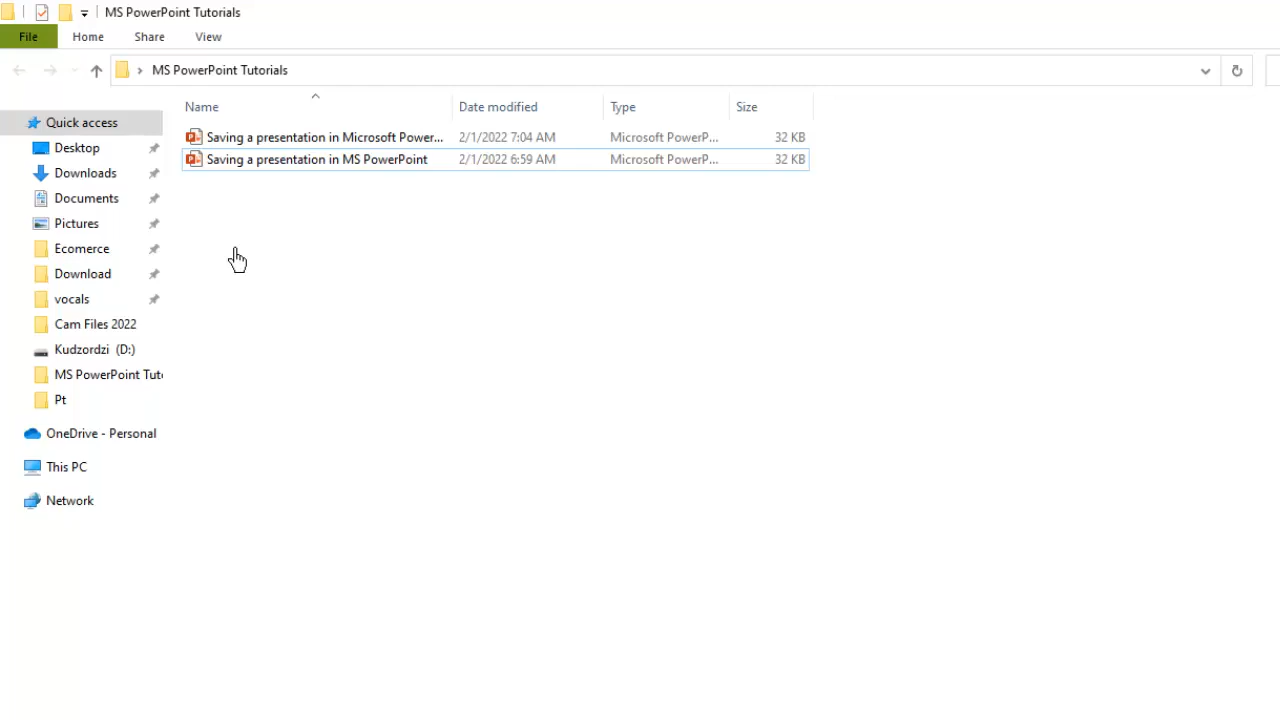 MS PowerPoint Tutorials
File Home Share View
MS PowerPoint Tutorials
Name Date modified Type Size
Quick access
Saving a presentation in Microsoft Power... 2/1/2022 7:04 AM Microsoft PowerP... 32 KB
Desktop
Saving a presentation in MS PowerPoint 2/1/2022 6:59 AM Microsoft PowerP... 32 KB
Downloads
Documents
Pictures
Ecomerce
Download
vocals
Cam Files 2022
Kudzordzi (D:)
MS PowerPoint Tut
Pt
OneDrive - Personal
This PC
Network